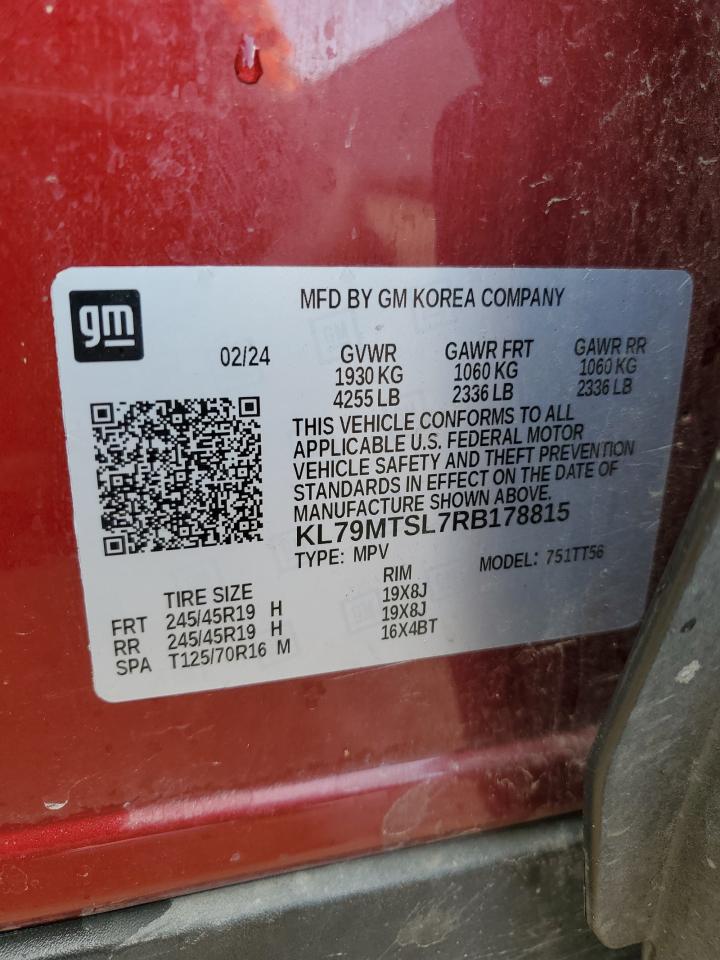 gm
MFD BY GM KOREA COMPANY
02/24
GVWR GAWR FRT GAWR RR
1930 KG 1060 KG 1060 KG
4255 LB 2336 LB 2336 LB
THIS VEHICLE CONFORMS TO ALL
APPLICABLE U.S. FEDERAL MOTOR
VEHICLE SAFETY AND THEFT PREVENTION
STANDARDS IN EFFECT ON THE DATE OF
MANUFACTURE SHOWN ABOVE.
KL79MTSL7RB178815
TYPE: MPV MODEL: 751TT56
TIRE SIZE RIM
FRT 245/45R19 H 19X8J
RR 245/45R19 H 19X8J
SPA T125/70R16 M 16X4BT